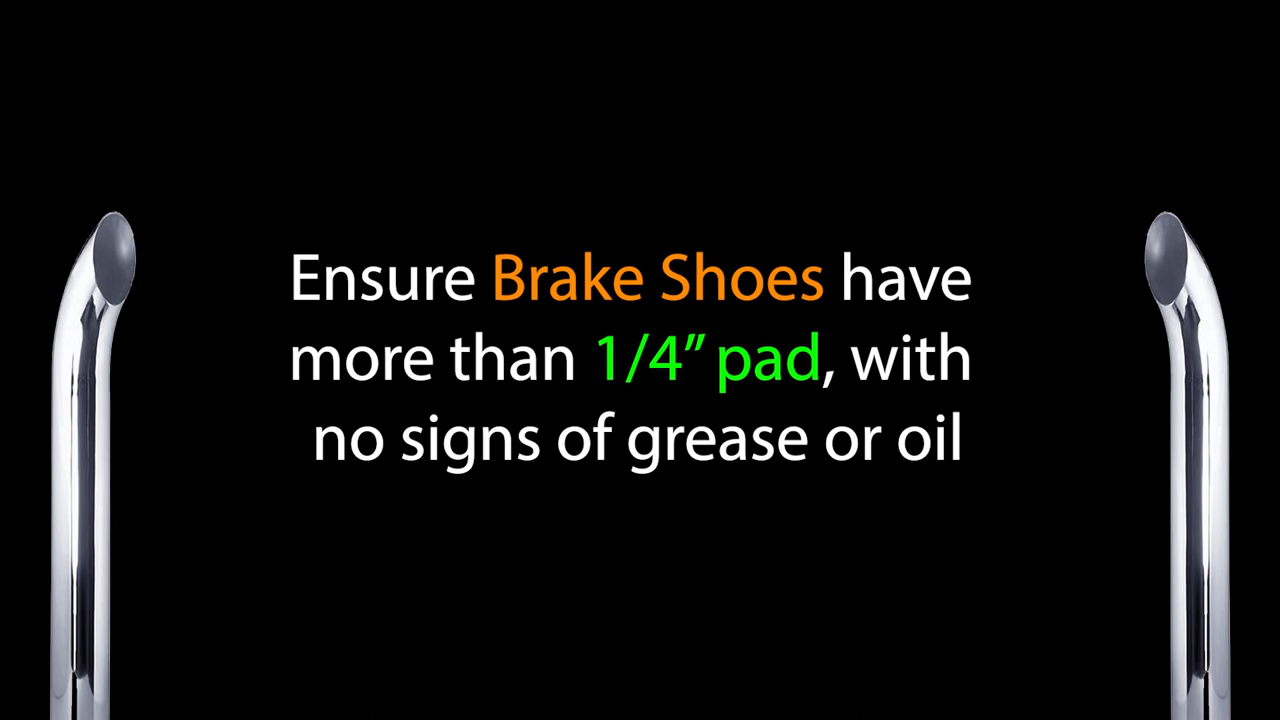 Ensure Brake Shoes have
more than 1/4” pad, with
no signs of grease or oil